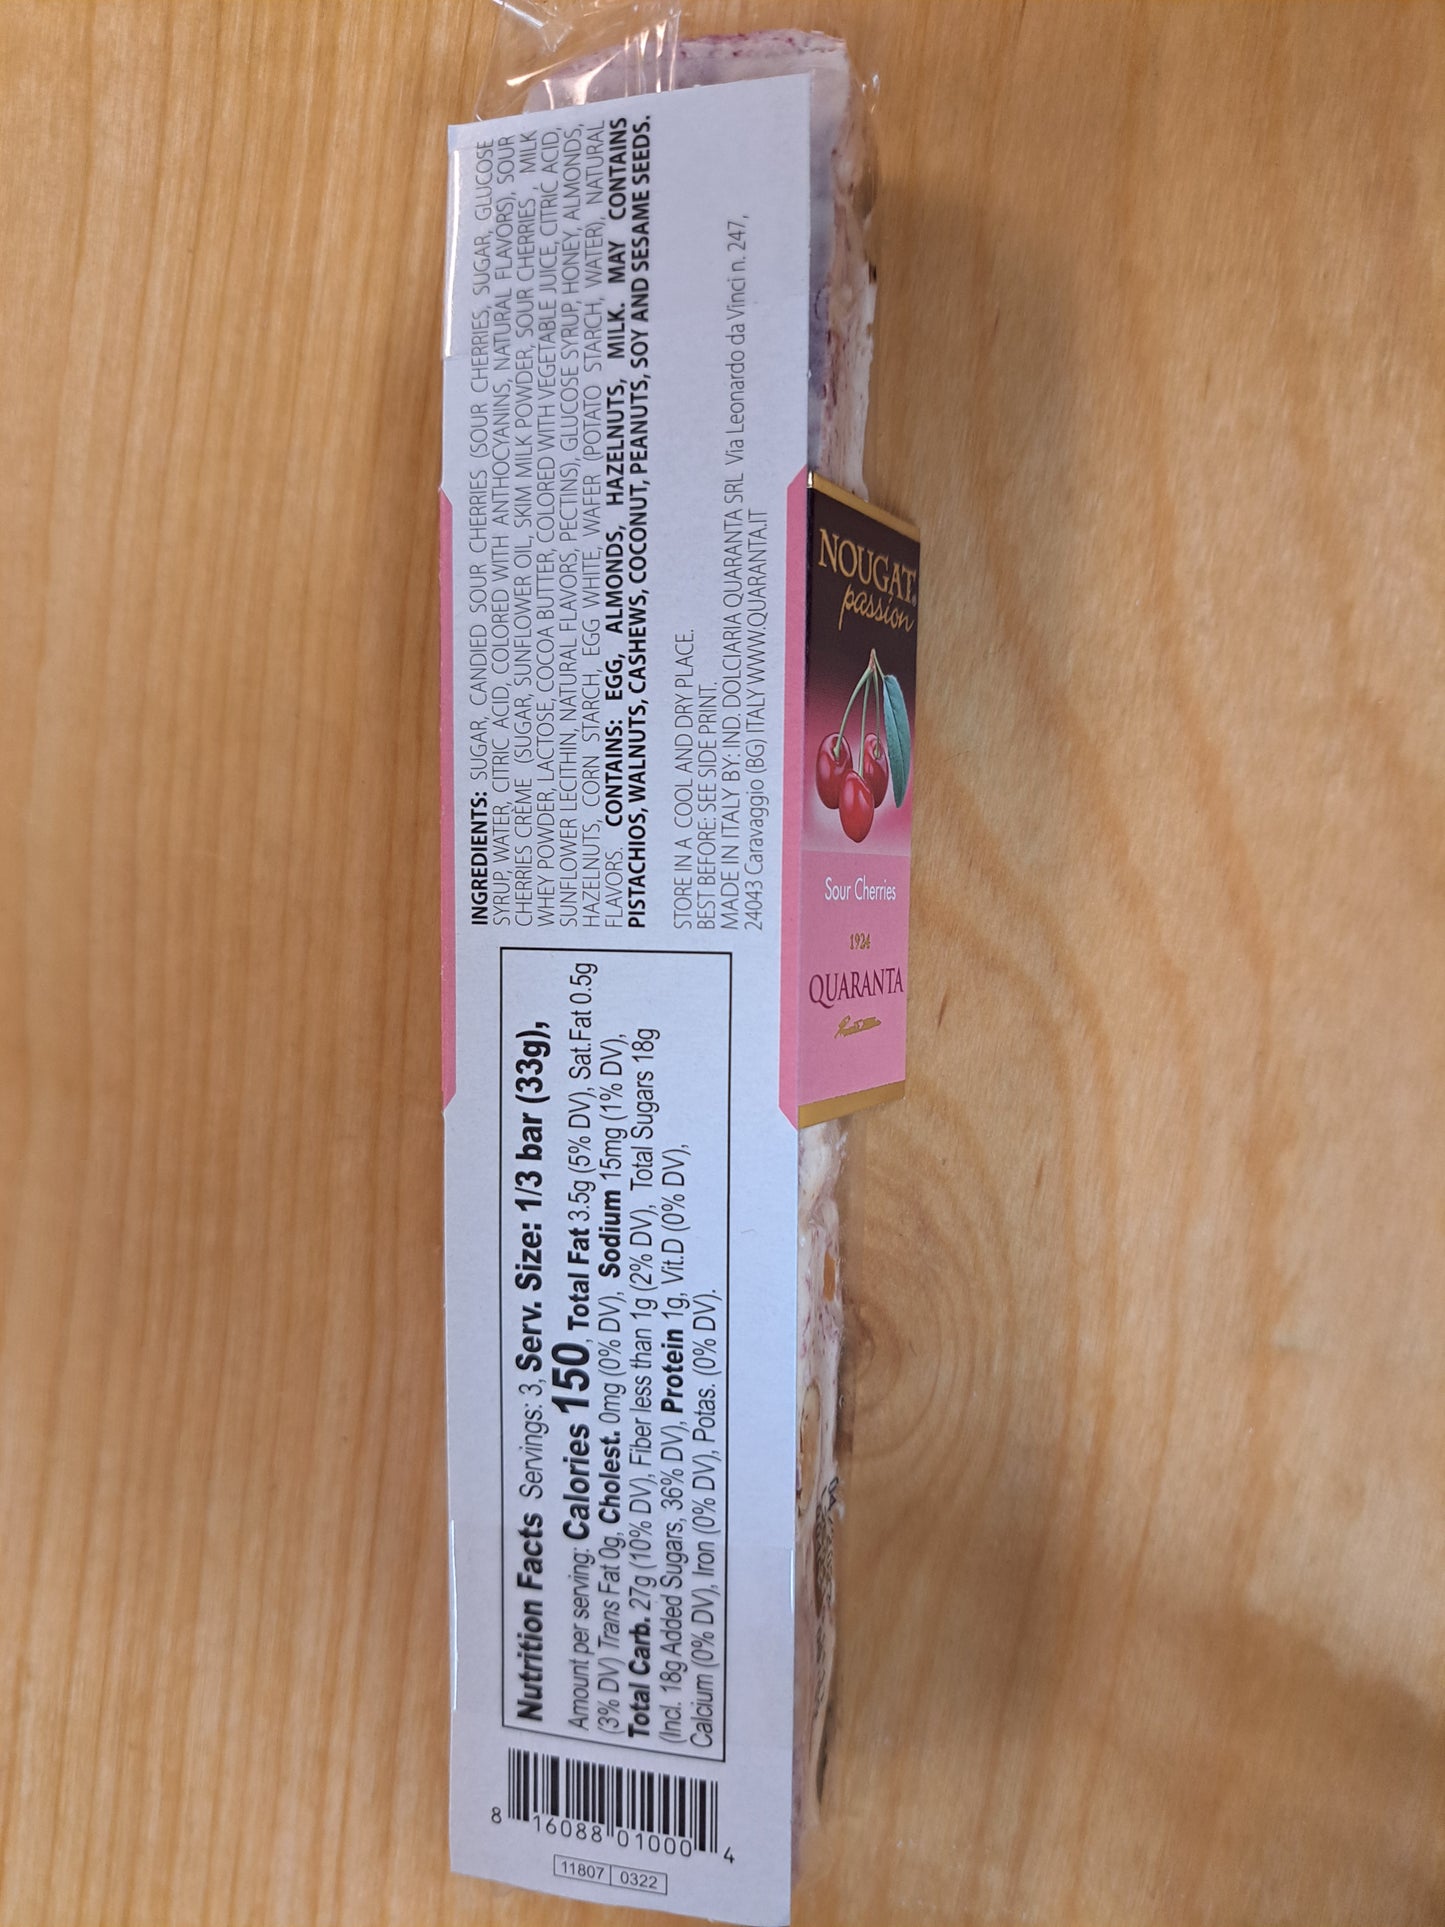 Nutrition Facts Servings: 3, Serv. Size: 1/3 bar (33g),
Amount per serving: Calories 150, Total Fat 3.5g (5% DV), Sat.Fat 0.5g
(3% DV) Trans Fat 0g, Cholest. 0mg (0% DV), Sodium 15mg (1% DV),
Total Carb. 27g (10% DV), Fiber less than 1g (2% DV), Total Sugars 18g
(Incl. 18g Added Sugars, 36% DV), Protein 1g, Vit.D (0% DV),
Calcium (0% DV), Iron (0% DV), Potas. (0% DV).
8 16088 01000 4
11807 0322
INGREDIENTS: SUGAR, CANDIED SOUR CHERRIES (SOUR CHERRIES, SUGAR, GLUCOSE
SYRUP, WATER, CITRIC ACID, COLORED WITH ANTHOCYANINS, NATURAL FLAVORS), SOUR
CHERRIES CRÈME (SUGAR, SUNFLOWER OIL, SKIM MILK POWDER, SOUR CHERRIES, MILK
WHEY POWDER, LACTOSE, COCOA BUTTER, COLORED WITH VEGETABLE JUICE, CITRIC ACID,
SUNFLOWER LECITHIN, NATURAL FLAVORS, PECTINS), GLUCOSE SYRUP, HONEY, ALMONDS,
HAZELNUTS, CORN STARCH, EGG WHITE, WAFER (POTATO STARCH, WATER), NATURAL
FLAVORS. CONTAINS: EGG, ALMONDS, HAZELNUTS, MILK. MAY CONTAINS
PISTACHIOS, WALNUTS, CASHEWS, COCONUT, PEANUTS, SOY AND SESAME SEEDS.
STORE IN A COOL AND DRY PLACE.
BEST BEFORE: SEE SIDE PRINT.
MADE IN ITALY BY: IND. DOLCIARIA QUARANTA SRL Via Leonardo da Vinci n. 247,
24043 Caravaggio (BG) ITALY WWW.QUARANTA.IT
NOUGAT
passion
Sour Cherries
1924
QUARANTA